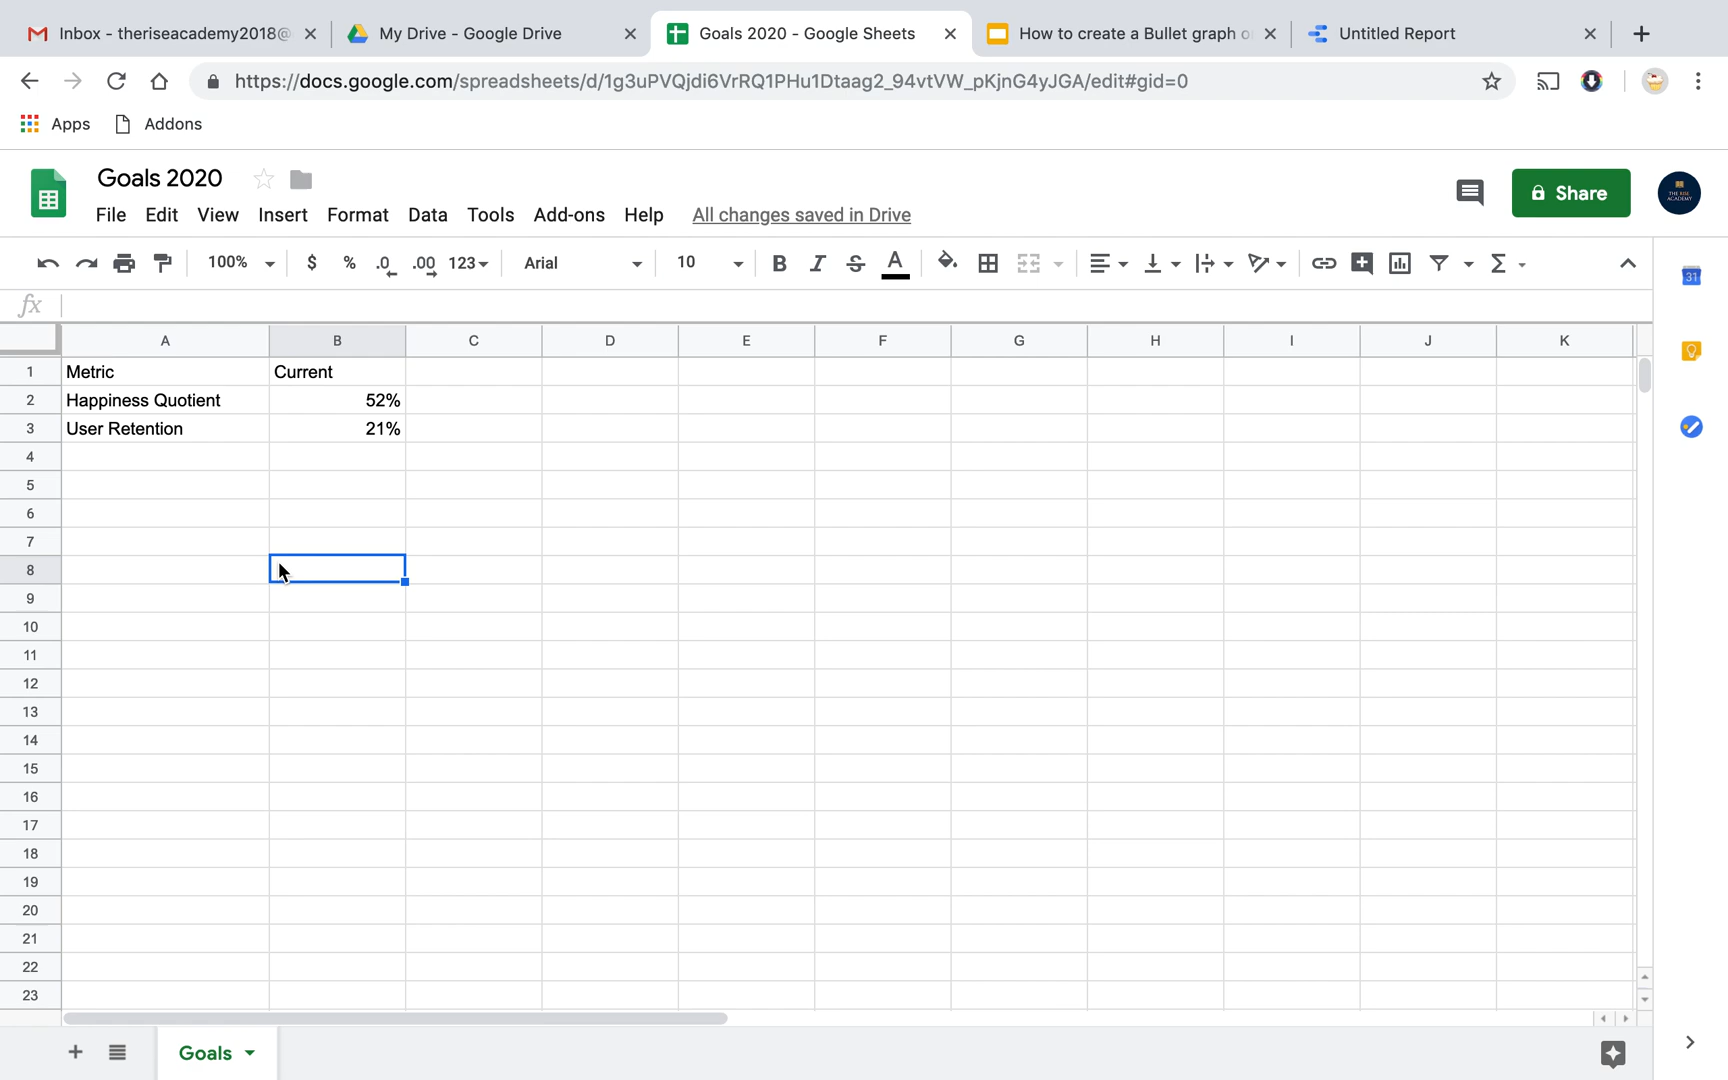 Inbox - theriseacademy2018@
My Drive - Google Drive
Goals 2020 - Google Sheets
How to create a Bullet graph o
Untitled Report
https://docs.google.com/spreadsheets/d/1g3uPVQjdi6VrRQ1PHu1Dtaag2_94vtVW_pKjnG4yJGA/edit#gid=0
Apps
Addons
Goals 2020
File Edit View Insert Format Data Tools Add-ons Help All changes saved in Drive
Share
THE RISE
ACADEMY
100% $ % .0 .00 123 Arial 10 B I S A Σ
31
fx
A B C D E F G H I J K
1 Metric Current
2 Happiness Quotient 52%
3 User Retention 21%
4
5
6
7
8
9
10
11
12
13
14
15
16
17
18
19
20
21
22
23
Goals